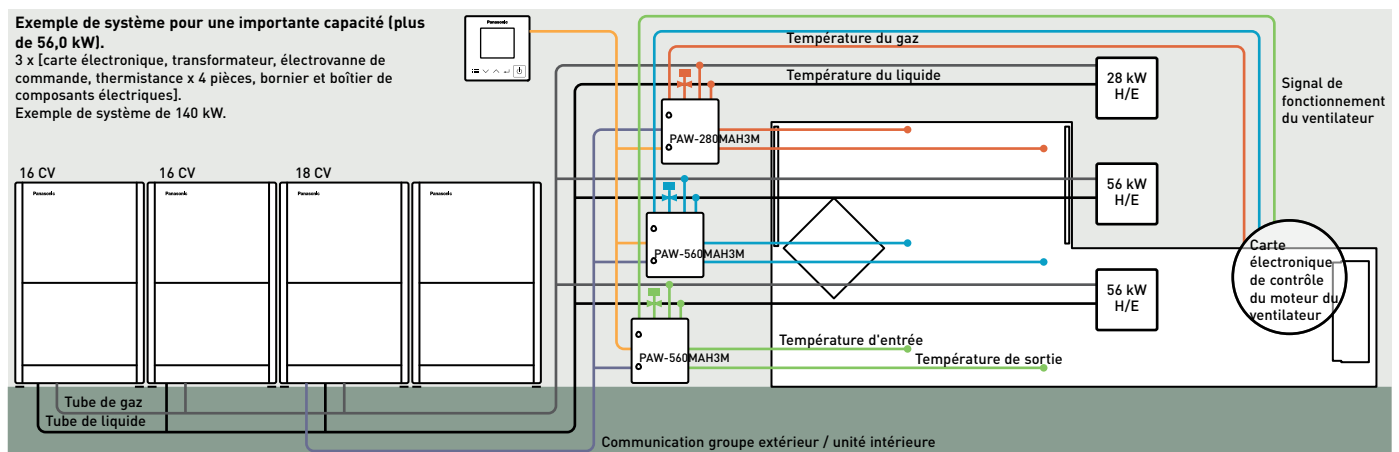 Exemple de système pour une importante capacité (plus
de 56,0 kW).
3 x [carte électronique, transformateur, électrovanne de
commande, thermistance x 4 pièces, bornier et boîtier de
composants électriques].
Exemple de système de 140 kW.
Panasonic
Température du gaz
Température du liquide
28 kW
H/E
Signal de
fonctionnement
du ventilateur
PAW-280MAH3M
16 CV
16 CV
18 CV
Panasonic
Panasonic
Panasonic
Panasonic
56 kW
H/E
PAW-560MAH3M
Carte
électronique
de contrôle
du moteur du
ventilateur
56 kW
H/E
PAW-560MAH3M
Température d'entrée
Température de sortie
Tube de gaz
Tube de liquide
Communication groupe extérieur / unité intérieure